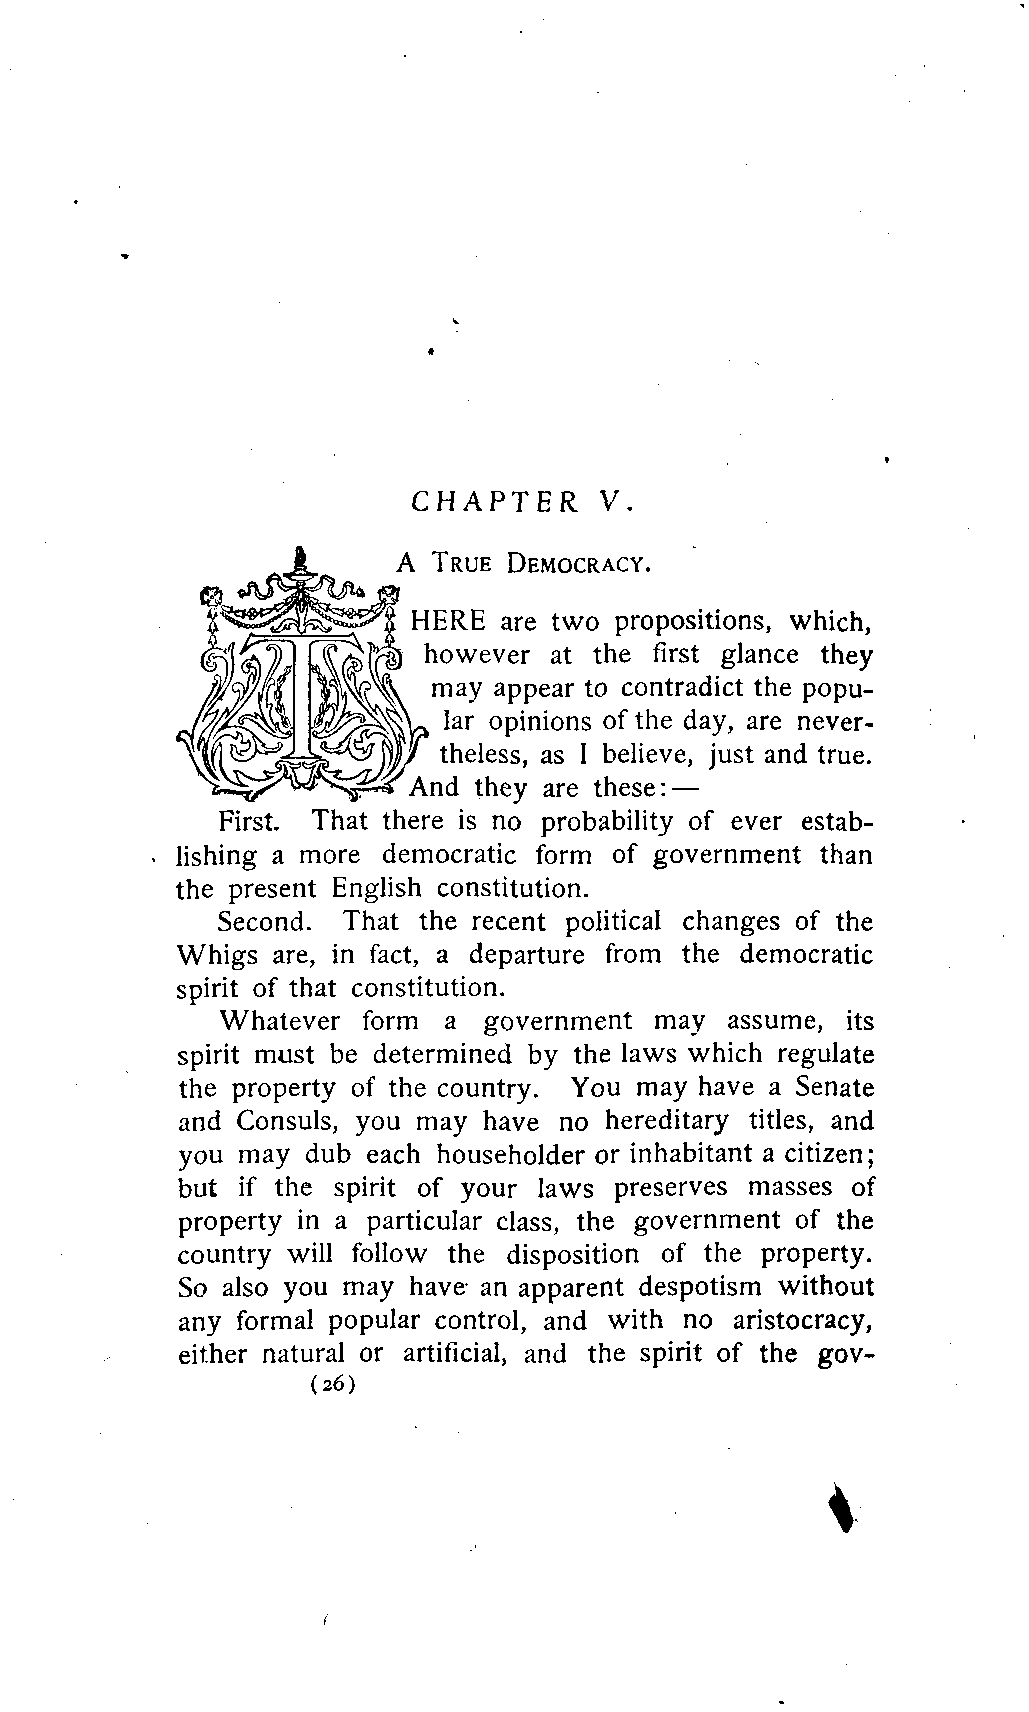 CHAPTER V.
A TRUE DEMOCRACY.
THERE are two propositions, which,
however at the first glance they
may appear to contradict the popu-
lar opinions of the day, are never-
theless, as I believe, just and true.
And they are these: —
First. That there is no probability of ever estab-
lishing a more democratic form of government than
the present English constitution.
Second. That the recent political changes of the
Whigs are, in fact, a departure from the democratic
spirit of that constitution.
Whatever form a government may assume, its
spirit must be determined by the laws which regulate
the property of the country. You may have a Senate
and Consuls, you may have no hereditary titles, and
you may dub each householder or inhabitant a citizen;
but if the spirit of your laws preserves masses of
property in a particular class, the government of the
country will follow the disposition of the property.
So also you may have an apparent despotism without
any formal popular control, and with no aristocracy,
either natural or artificial, and the spirit of the gov-
(26)